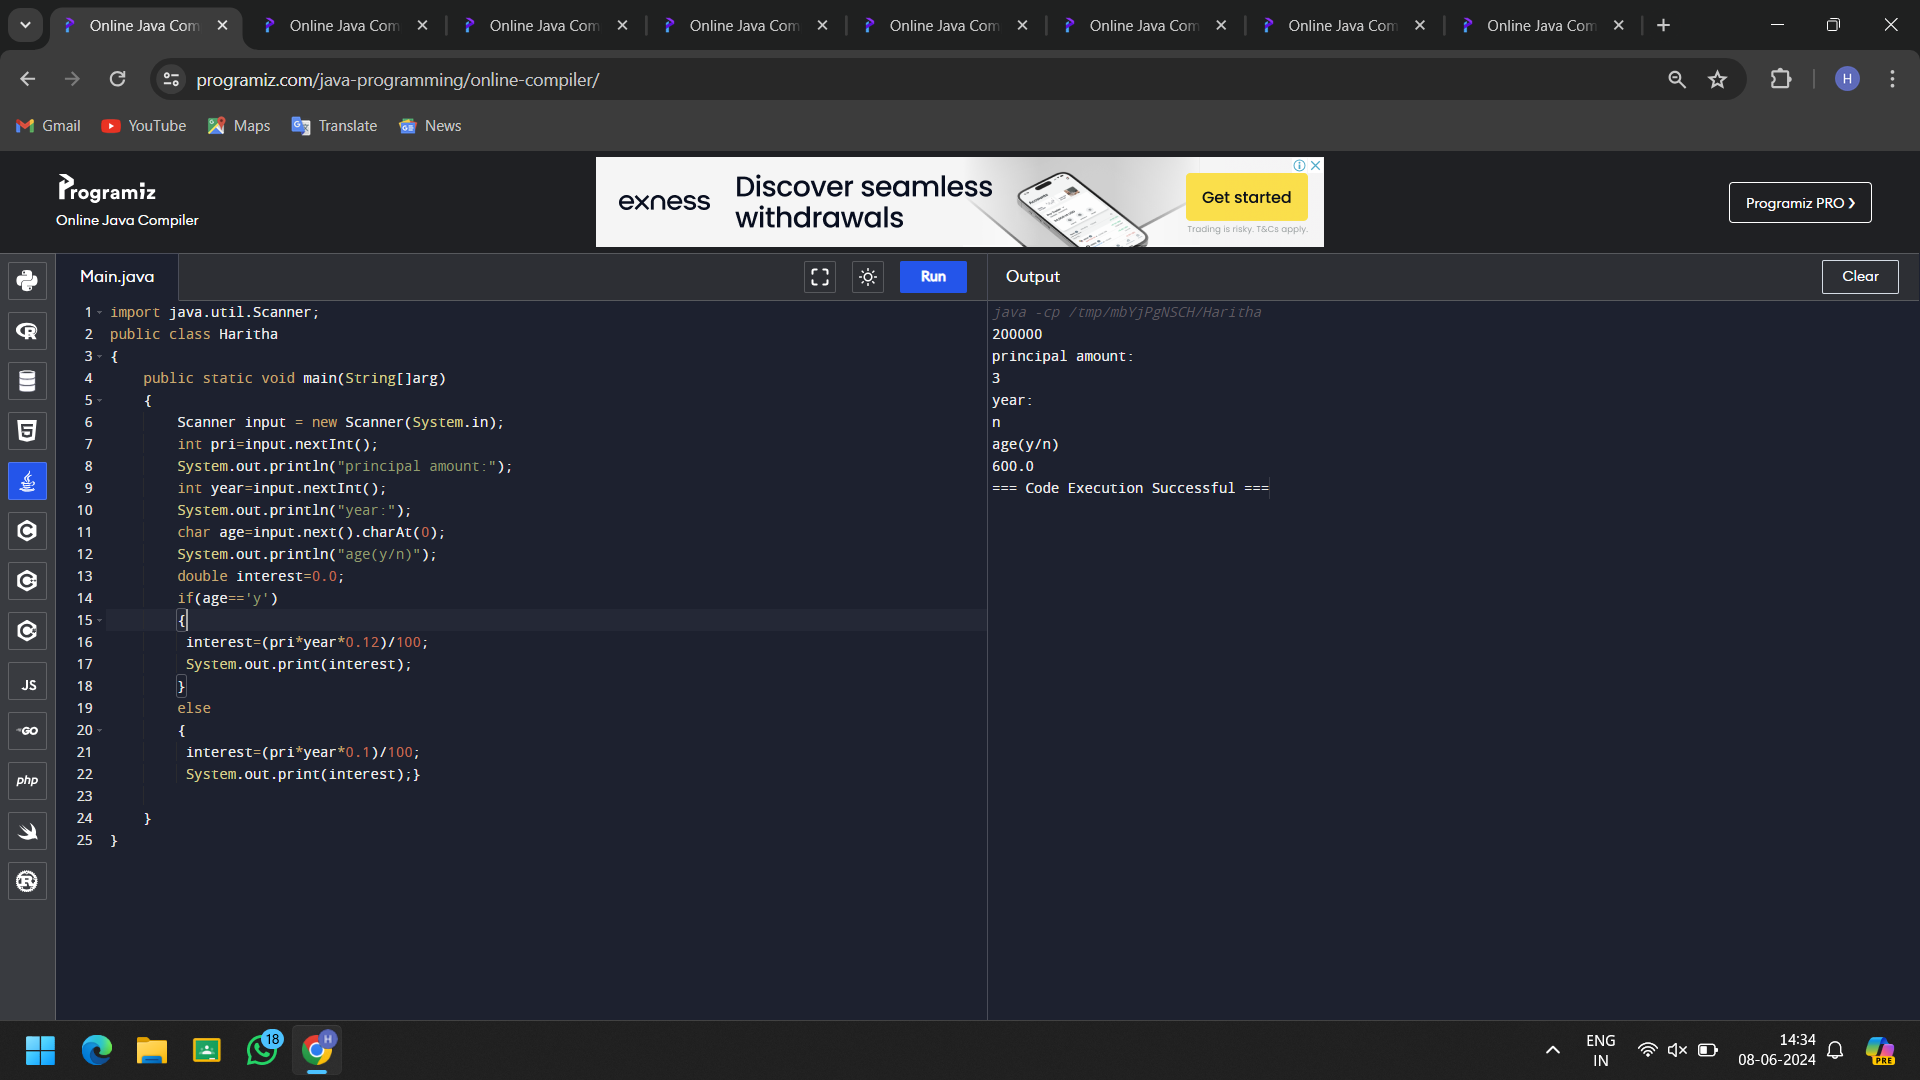 Online Java Com
Online Java Com
Online Java Com
Online Java Com
Online Java Com
Online Java Com
Online Java Com
Online Java Com
programiz.com/java-programming/online-compiler/
H
Gmail
YouTube
Maps
Translate
News
Programiz
Online Java Compiler
exness
Discover seamless
withdrawals
Get started
Trading is risky. T&Cs apply.
Programiz PRO ›
Main.java
Run
Output
Clear
1 import java.util.Scanner;
2 public class Haritha
3 {
4 public static void main(String[]arg)
5 {
6 Scanner input = new Scanner(System.in);
7 int pri=input.nextInt();
8 System.out.println("principal amount:");
9 int year=input.nextInt();
10 System.out.println("year:");
11 char age=input.next().charAt(0);
12 System.out.println("age(y/n)");
13 double interest=0.0;
14 if(age=='y')
15 {
16 interest=(pri*year*0.12)/100;
17 System.out.print(interest);
18 }
19 else
20 {
21 interest=(pri*year*0.1)/100;
22 System.out.print(interest);}
23
24 }
25 }
java -cp /tmp/mbYjPgNSCH/Haritha
200000
principal amount:
3
year:
n
age(y/n)
600.0
=== Code Execution Successful ===
JS
GO
php
18
H
ENG
IN
14:34
08-06-2024
PRE